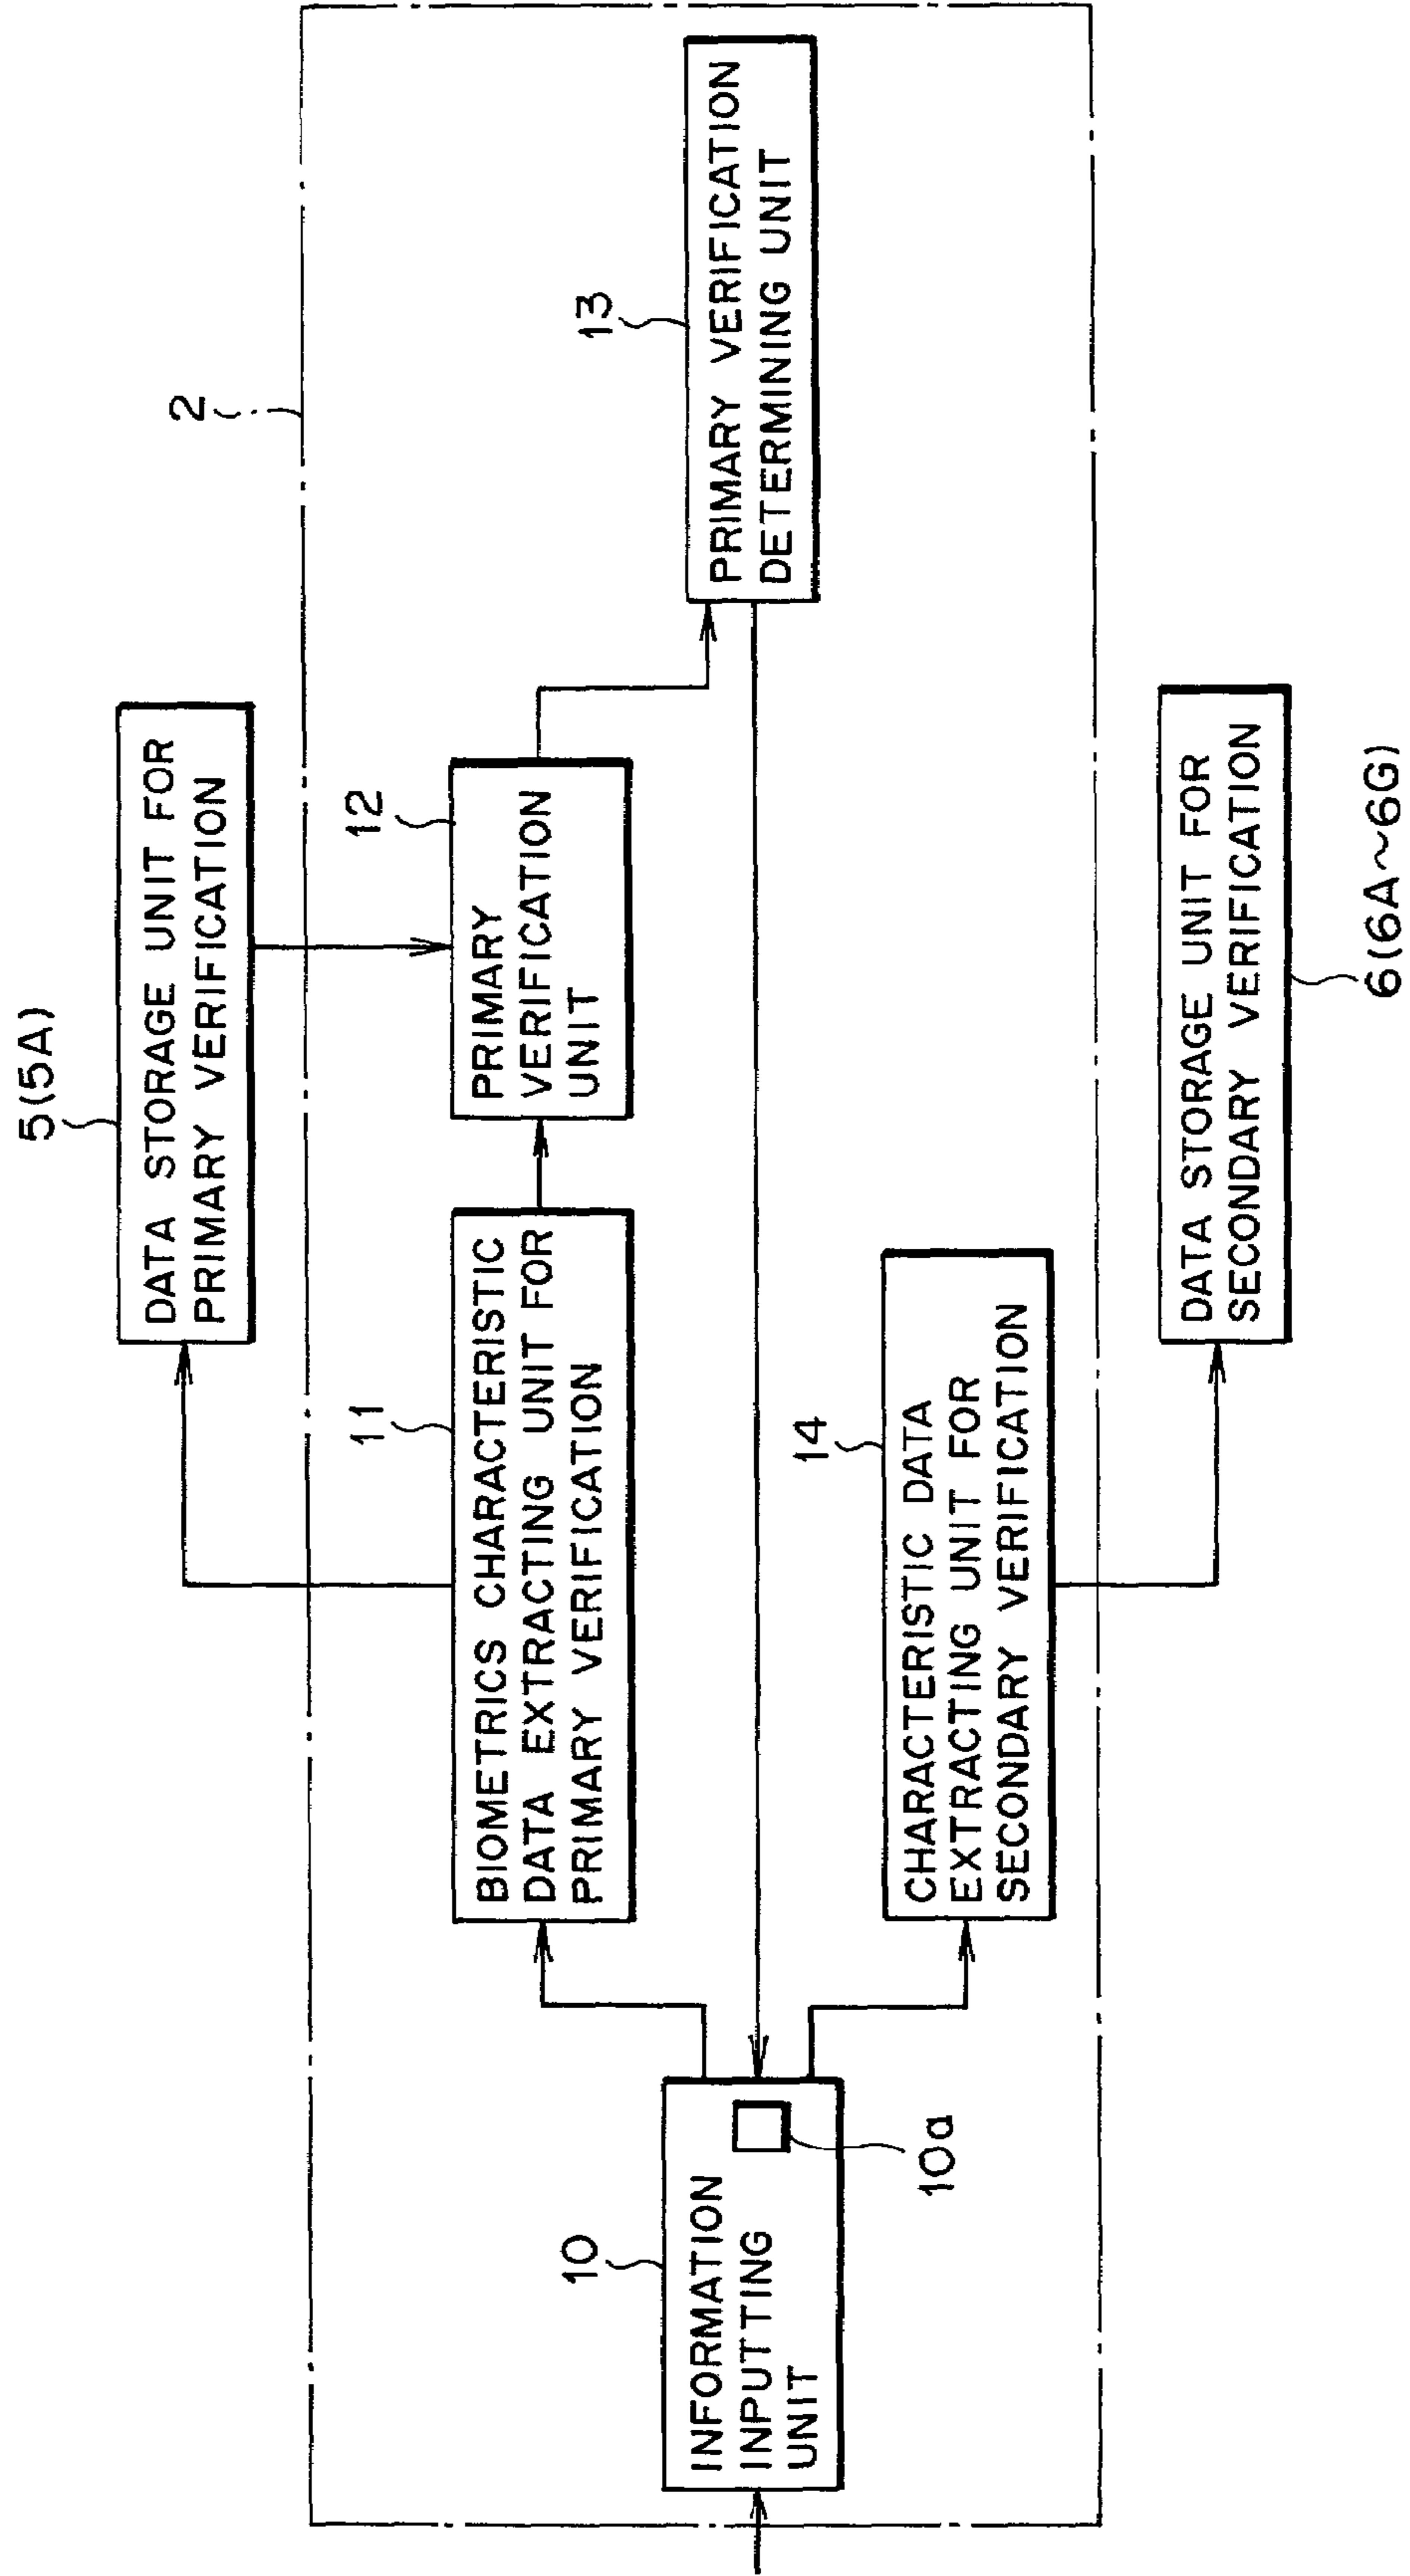 5(5A)
DATA STORAGE UNIT FOR
PRIMARY VERIFICATION
2
11
BIOMETRICS CHARACTERISTIC
DATA EXTRACTING UNIT FOR
PRIMARY VERIFICATION
12
PRIMARY
VERIFICATION
UNIT
13
PRIMARY VERIFICATION
DETERMINING UNIT
10
INFORMATION
INPUTTING
UNIT
10a
14
CHARACTERISTIC DATA
EXTRACTING UNIT FOR
SECONDARY VERIFICATION
DATA STORAGE UNIT FOR
SECONDARY VERIFICATION
6(6A~6G)